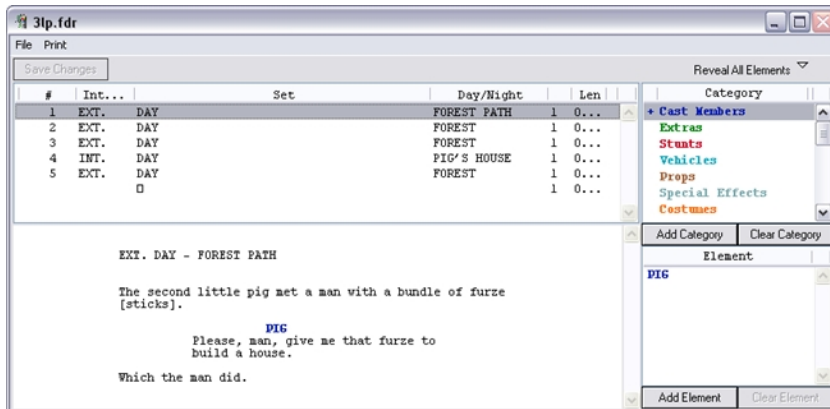 3lp.fdr
File Print
Save Changes
Reveal All Elements
# Int... Set Day/Night Len
1 EXT. DAY FOREST PATH 1 0...
2 EXT. DAY FOREST 1 0...
3 EXT. DAY FOREST 1 0...
4 INT. DAY PIG'S HOUSE 1 0...
5 EXT. DAY FOREST 1 0...
1 0...
Category
+ Cast Members
Extras
Stunts
Vehicles
Props
Special Effects
Costumes
Add Category Clear Category
Element
PIG
Add Element Clear Element
EXT. DAY - FOREST PATH
The second little pig met a man with a bundle of furze
[sticks].
PIG
Please, man, give me that furze to
build a house.
Which the man did.